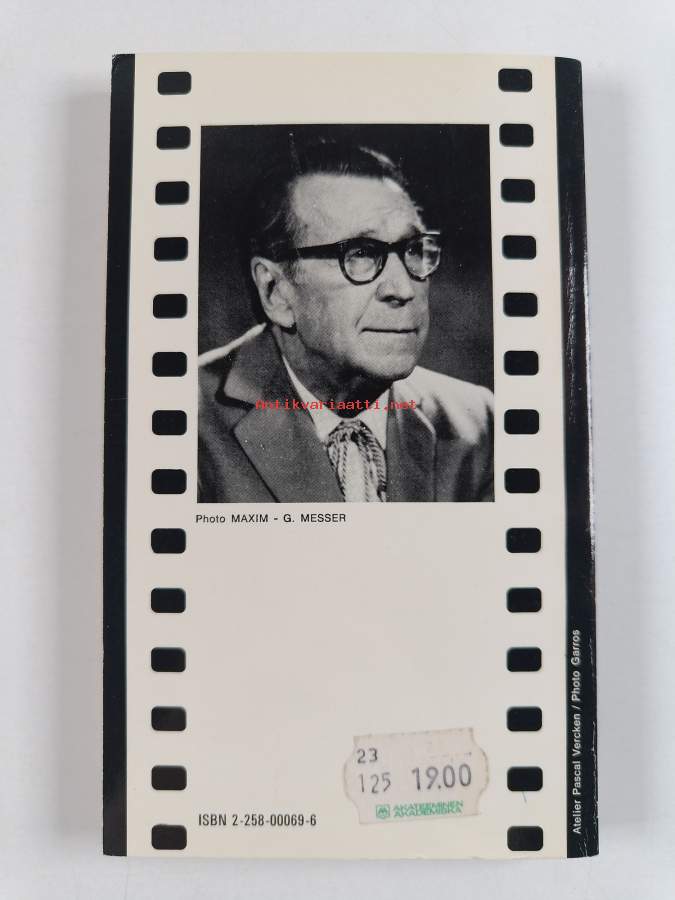 Antikvariaatti.net
Photo MAXIM - G. MESSER
Atelier Pascal Vercken / Photo Garros
23
125 19.00
AKATEEMINEN
AKADEMISKA
ISBN 2-258-00069-6